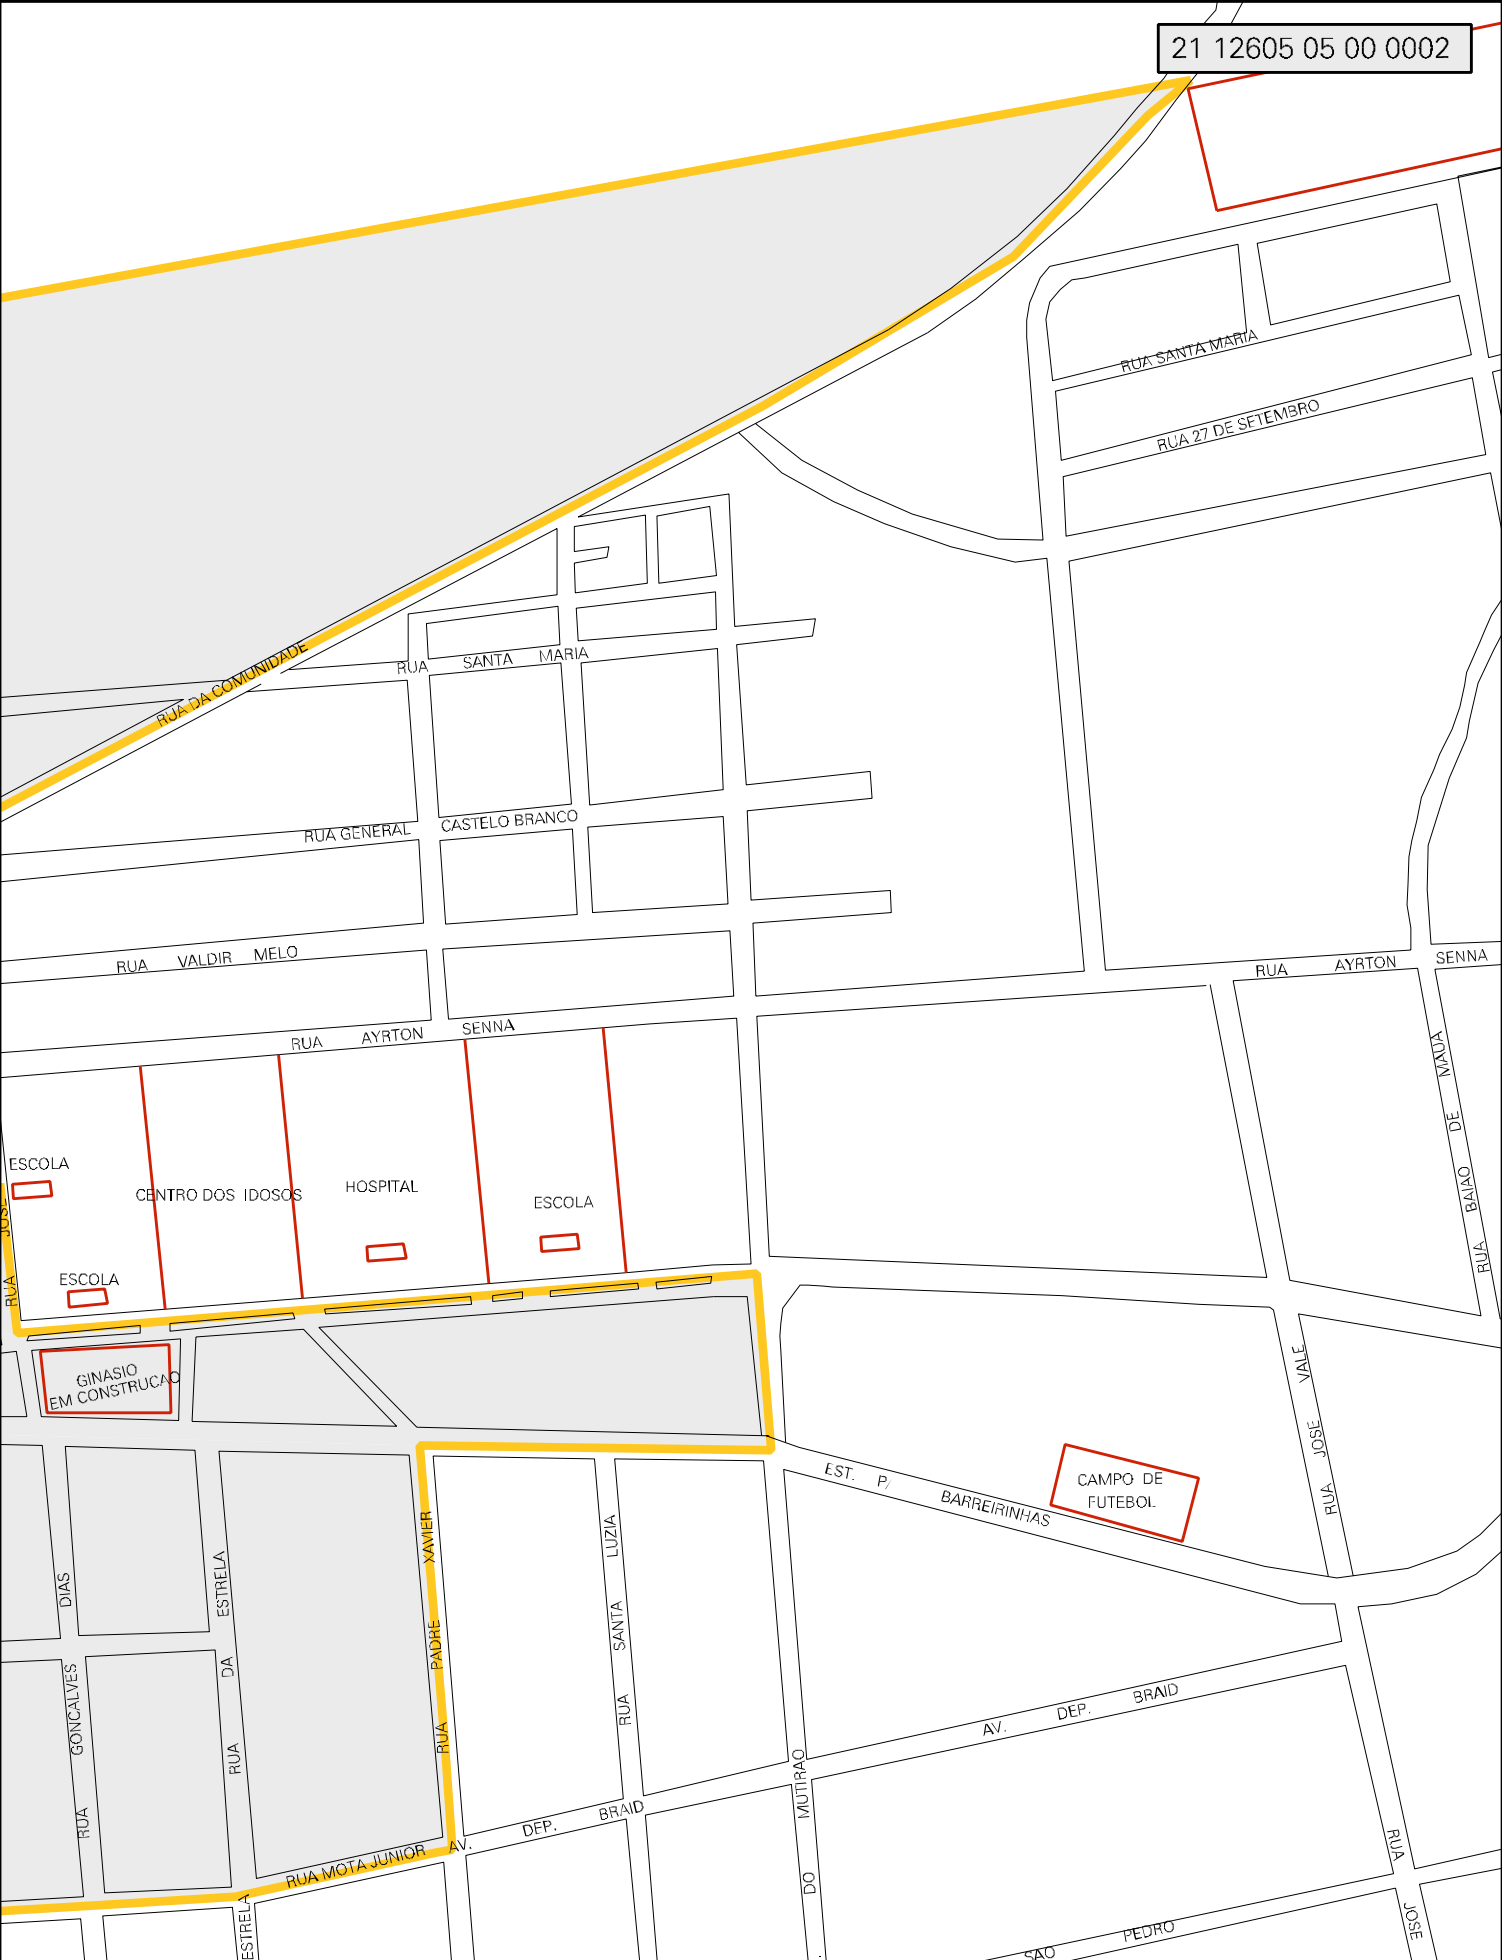 21 12605 05 00 0002
RUA SANTA MARIA
RUA 27 DE SETEMBRO
RUA DA COMUNIDADE
RUA SANTA MARIA
RUA GENERAL CASTELO BRANCO
RUA VALDIR MELO
RUA AYRTON SENNA
RUA AYRTON SENNA
RUA BAIAO DE MAUA
ESCOLA
CENTRO DOS IDOSOS
HOSPITAL
ESCOLA
RUA JOSE
ESCOLA
GINASIO
EM CONSTRUCAO
RUA JOSE VALE
EST. P/ BARREIRINHAS
CAMPO DE
FUTEBOL
RUA GONCALVES DIAS
RUA DA ESTRELA
RUA PADRE XAVIER
RUA SANTA LUZIA
AV. DEP. BRAID
DO MUTIRAO
AV. DEP. BRAID
RUA MOTA JUNIOR
ESTRELA
RUA JOSE
SAO PEDRO